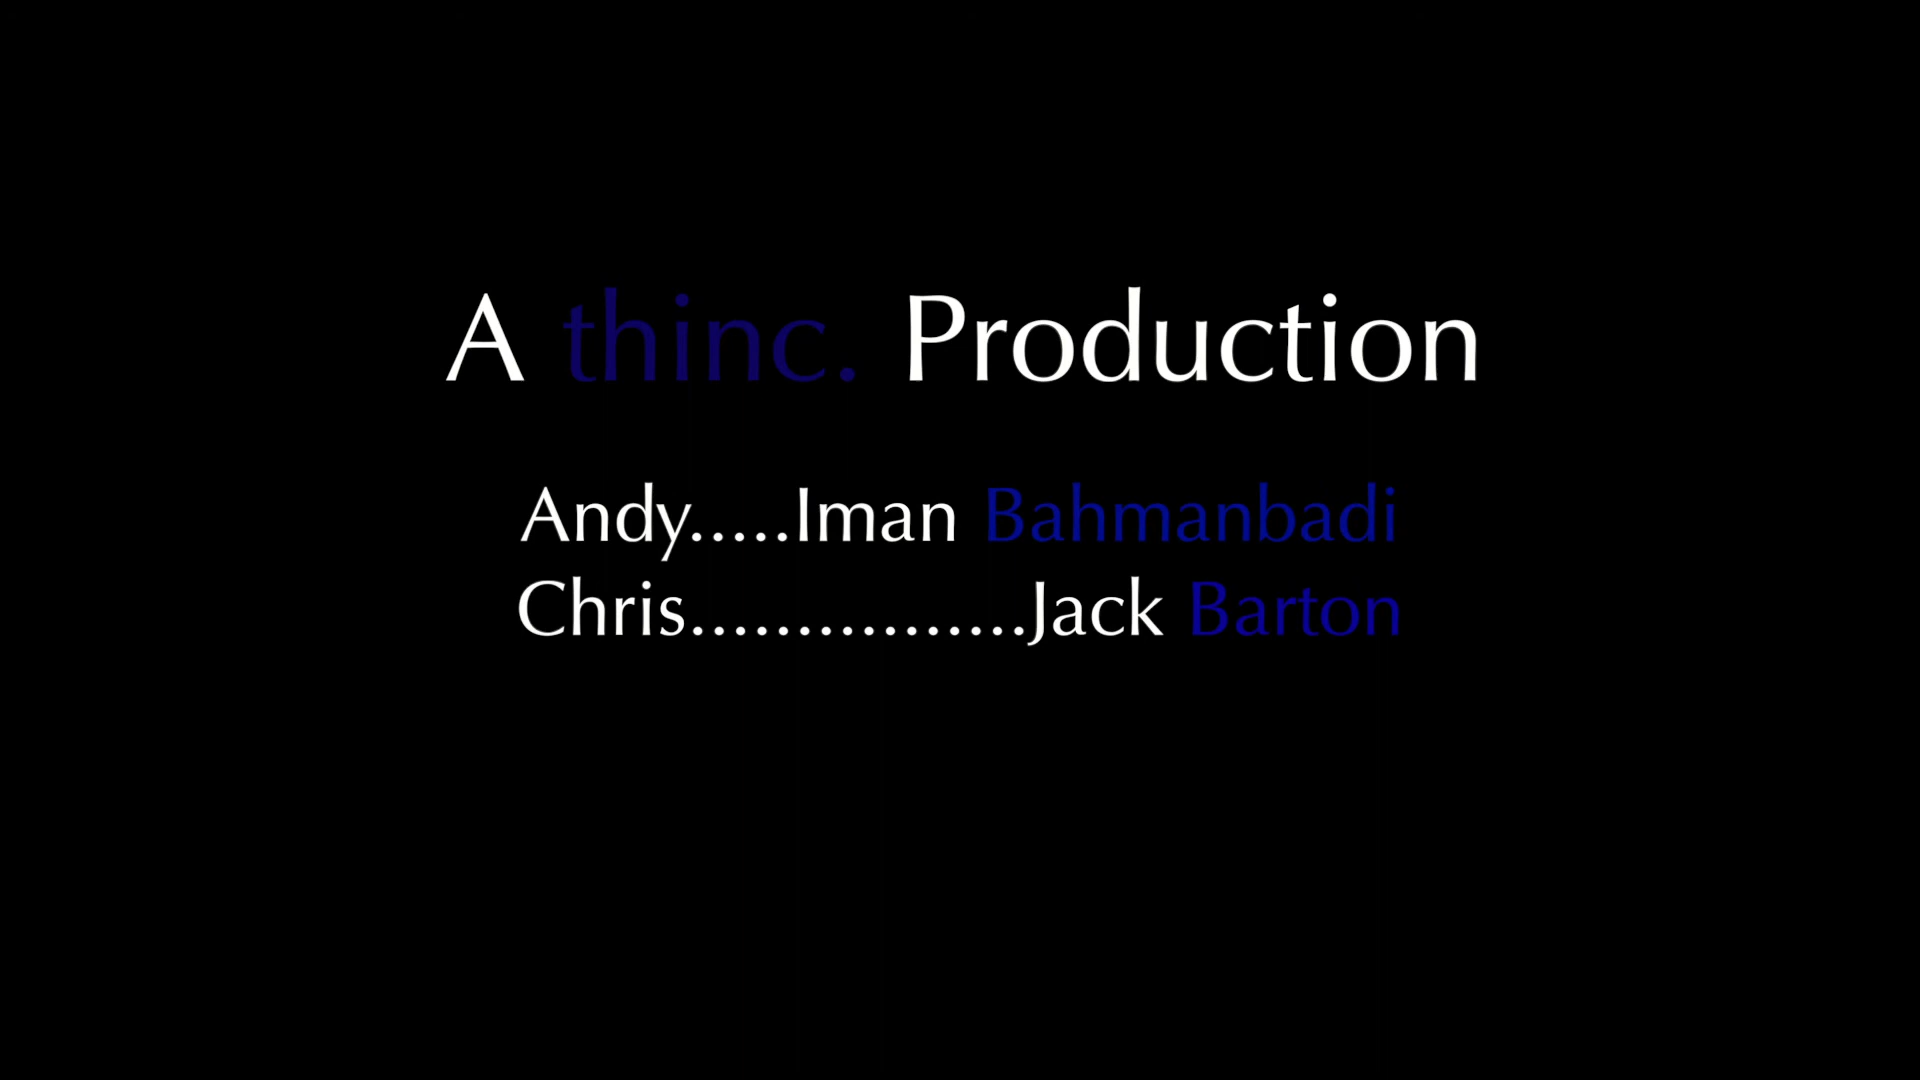 A thinc. Production
Andy.....Iman Bahmanbadi
Chris................Jack Barton